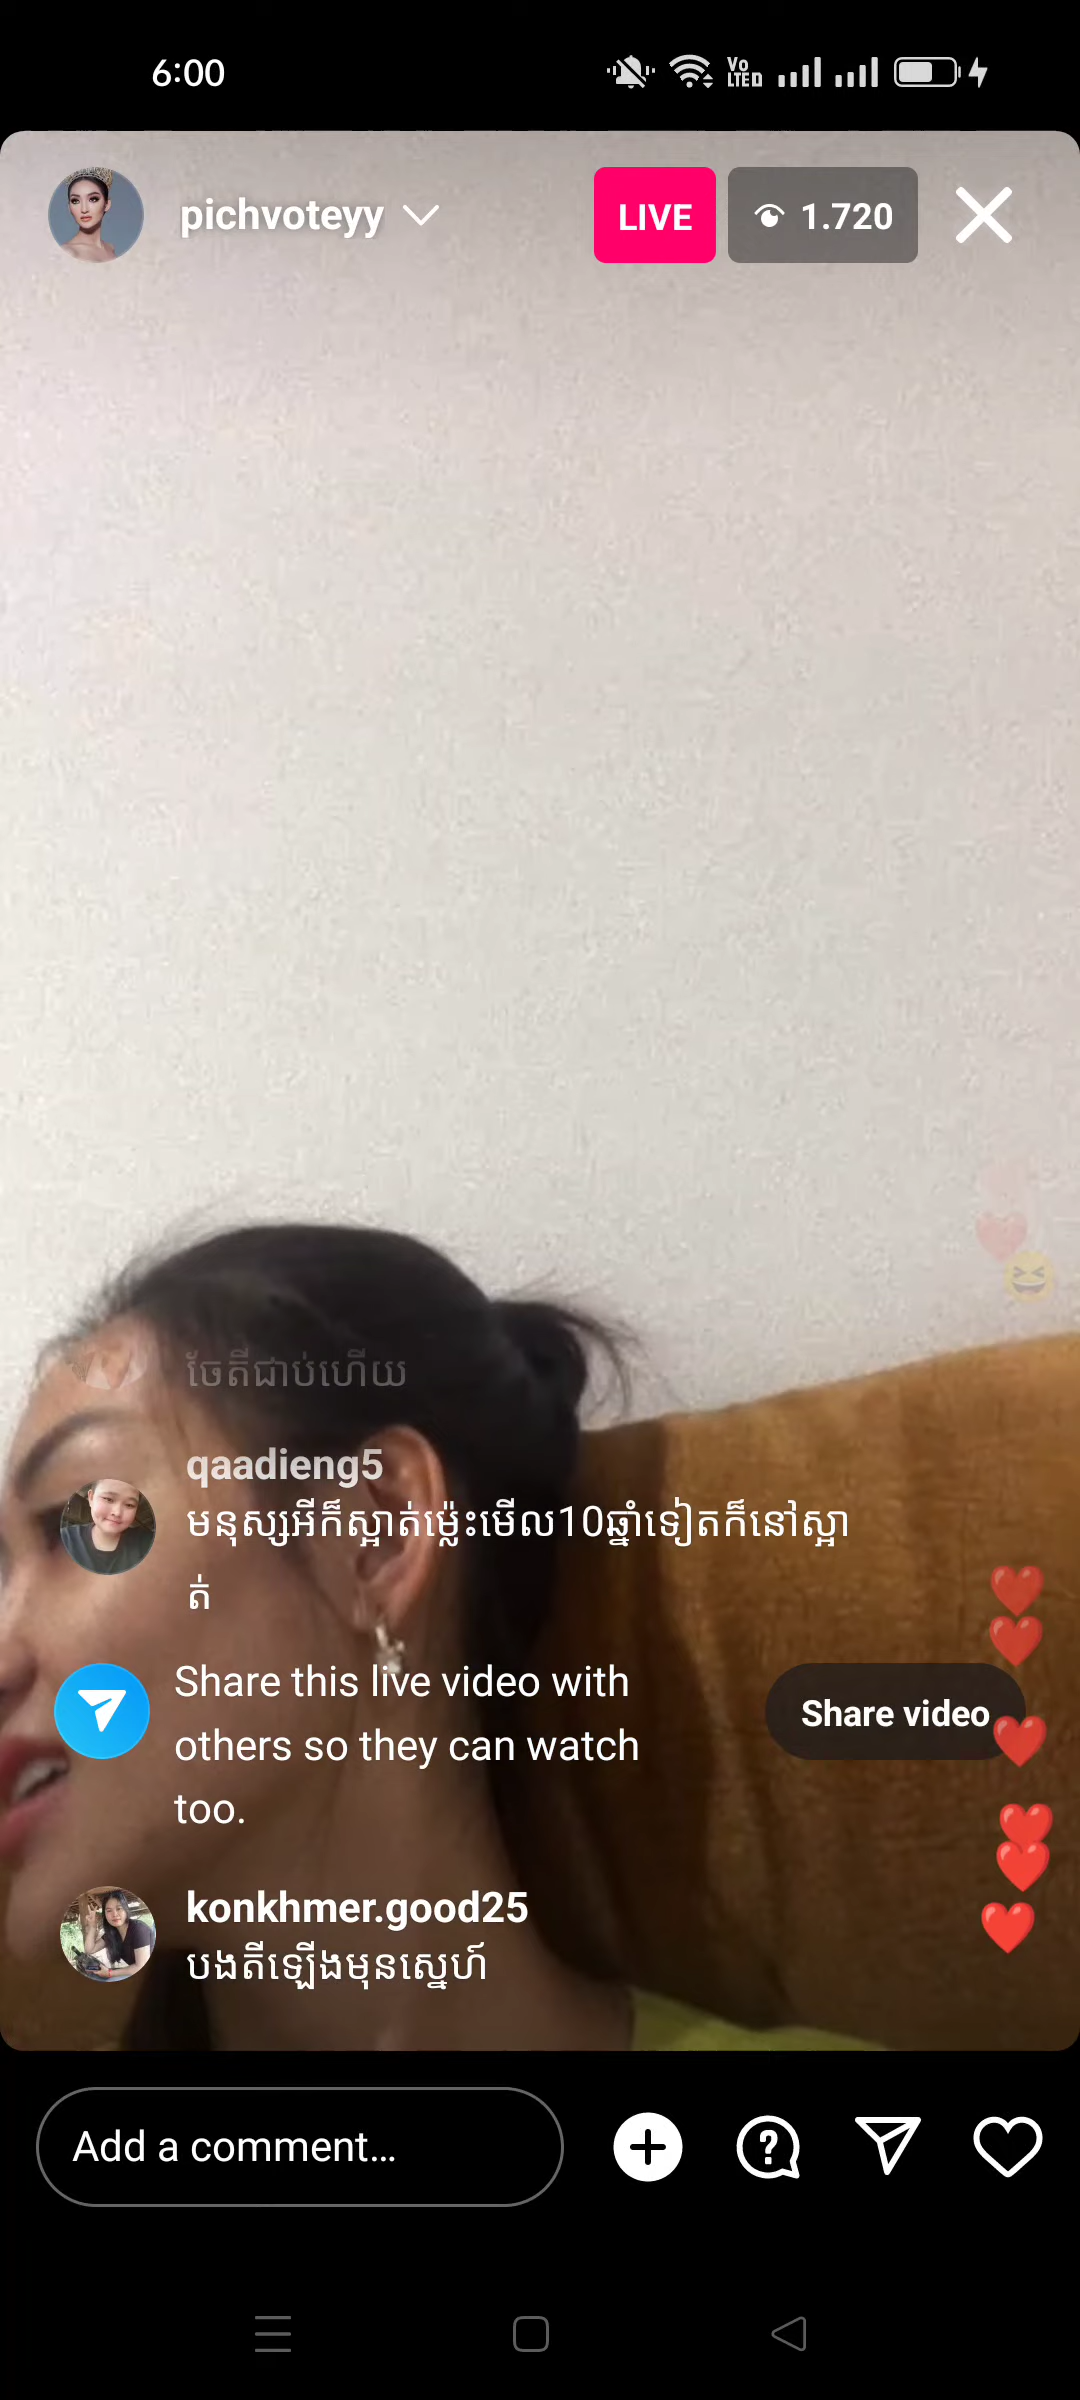 6:00
Vo
LTE
pichvoteyy
LIVE
1.720
ចែតីជាប់ហើយ
qaadieng5
មនុស្សអីក៏ស្អាត់ម្ល៉េះមើល10ឆ្នាំទៀតក៏នៅស្អា
ត់
Share this live video with
others so they can watch
too.
Share video
konkhmer.good25
បងតីឡើងមុនស្នេហ៍
Add a comment…